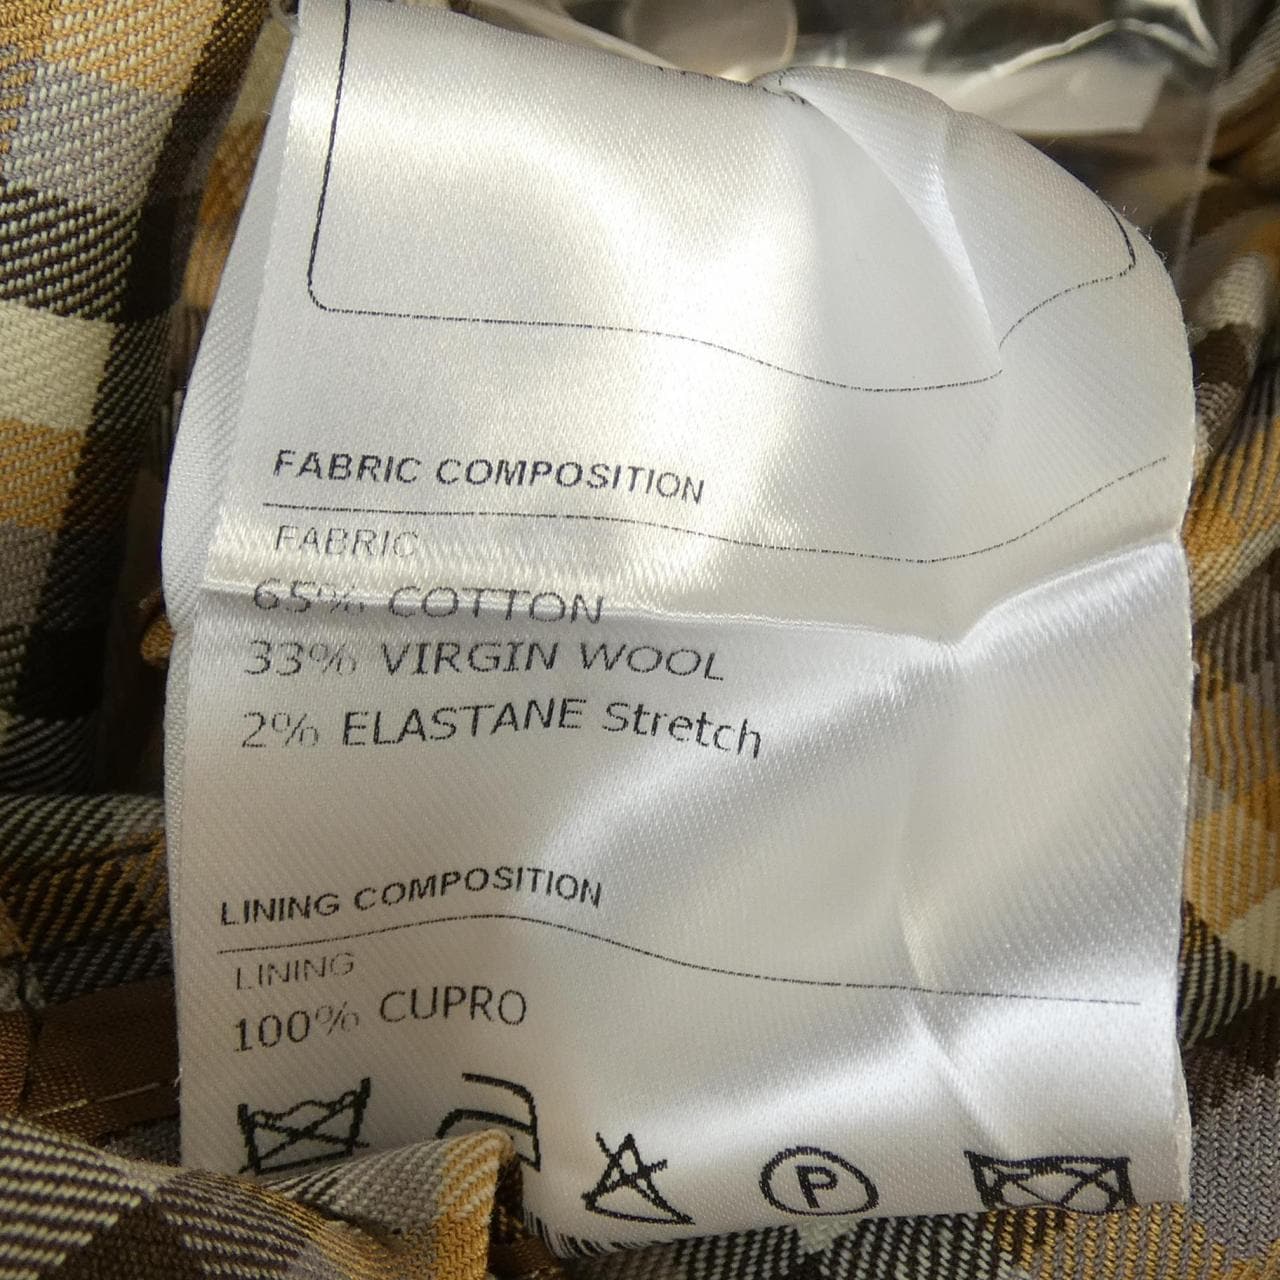 FABRIC COMPOSITION
FABRIC
65% COTTON
33% VIRGIN WOOL
2% ELASTANE Stretch
LINING COMPOSITION
LINING
100% CUPRO
P